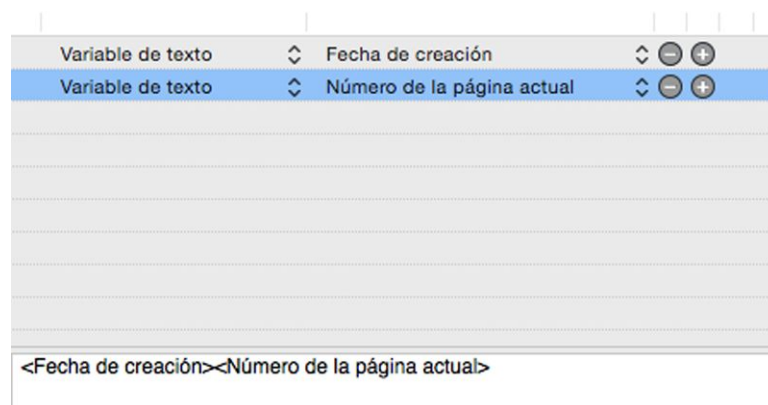 Variable de texto Fecha de creación
Variable de texto Número de la página actual
<Fecha de creación><Número de la página actual>